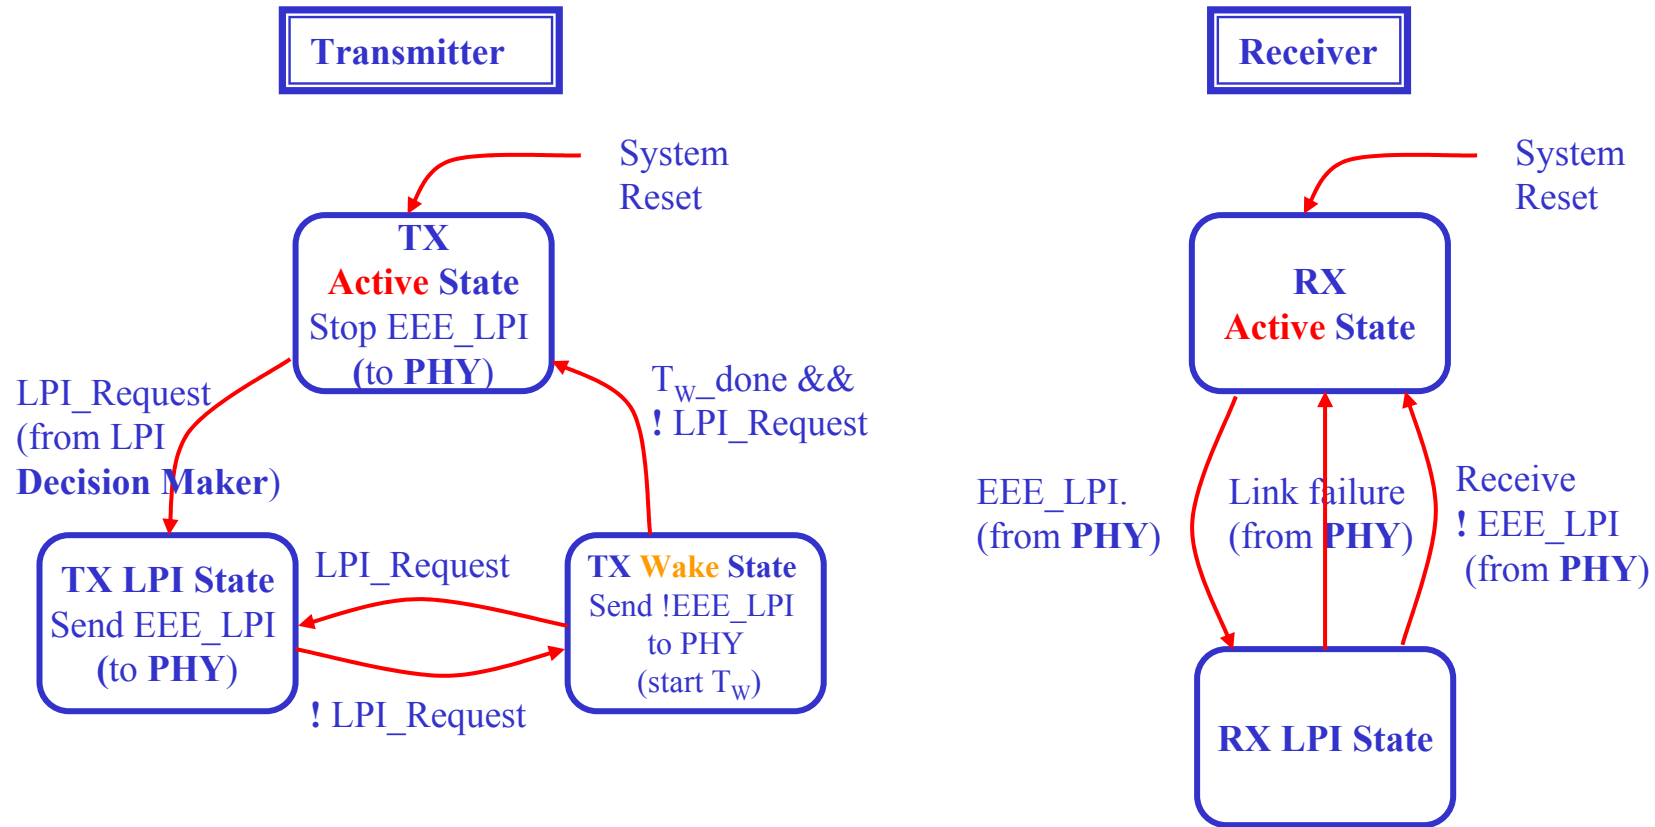 Transmitter
System
Reset
TX
Active State
Stop EEE_LPI
(to PHY)
LPI_Request
(from LPI
Decision Maker)
T_W_done &&
! LPI_Request
TX LPI State
Send EEE_LPI
(to PHY)
LPI_Request
! LPI_Request
TX Wake State
Send !EEE_LPI
to PHY
(start T_W)
Receiver
System
Reset
RX
Active State
EEE_LPI.
(from PHY)
Link failure
(from PHY)
Receive
! EEE_LPI
(from PHY)
RX LPI State